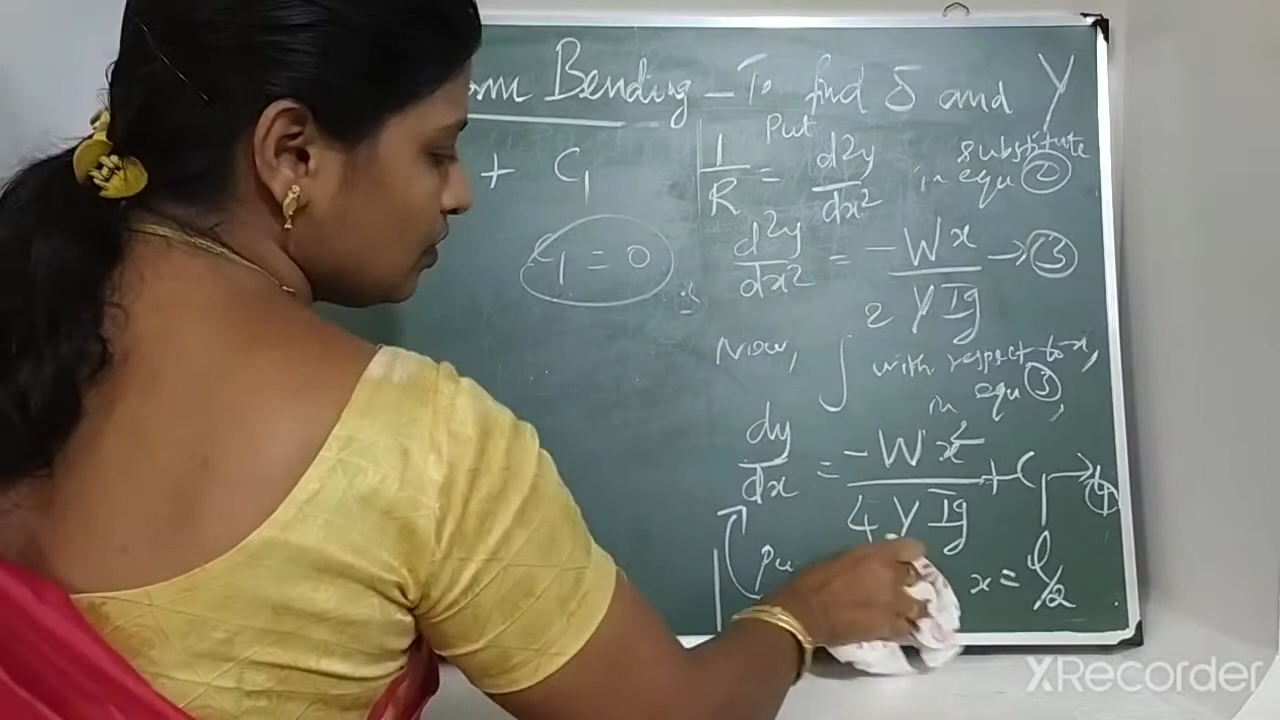 Bending - To find δ and Y
+ C₁
C₁ = 0
Put
1/R = d²y/dx² substitute in equ ②
d²y/dx² = -Wx / 2YIg → ③
Now, ∫ with respect to x,
in equ ③,
dy/dx = -Wx² / 4YIg + C₁ → ④
x = l/2
XRecorder